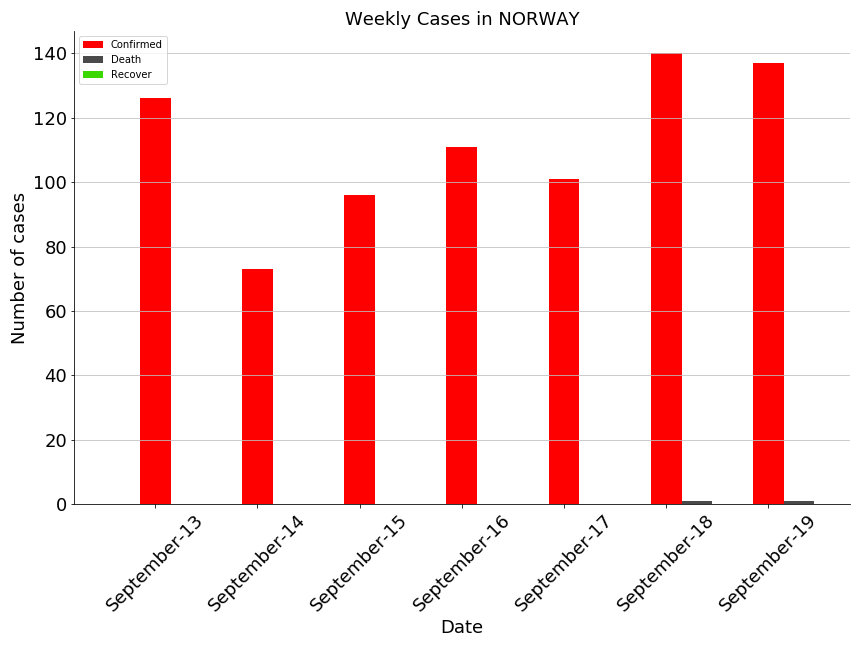 Weekly Cases in NORWAY
Confirmed
Death
Recover
140
120
100
80
60
40
20
0
Number of cases
September-13
September-14
September-15
September-16
September-17
September-18
September-19
Date